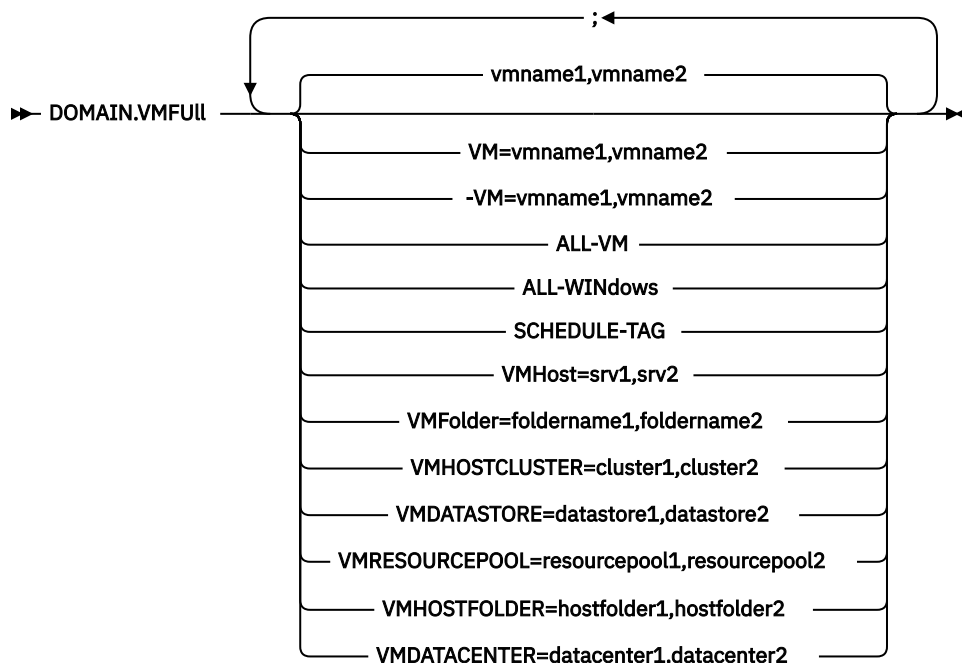 ;
vmname1,vmname2
DOMAIN.VMFUll
VM=vmname1,vmname2
-VM=vmname1,vmname2
ALL-VM
ALL-WINdows
SCHEDULE-TAG
VMHost=srv1,srv2
VMFolder=foldername1,foldername2
VMHOSTCLUSTER=cluster1,cluster2
VMDATASTORE=datastore1,datastore2
VMRESOURCEPOOL=resourcepool1,resourcepool2
VMHOSTFOLDER=hostfolder1,hostfolder2
VMDATACENTER=datacenter1,datacenter2